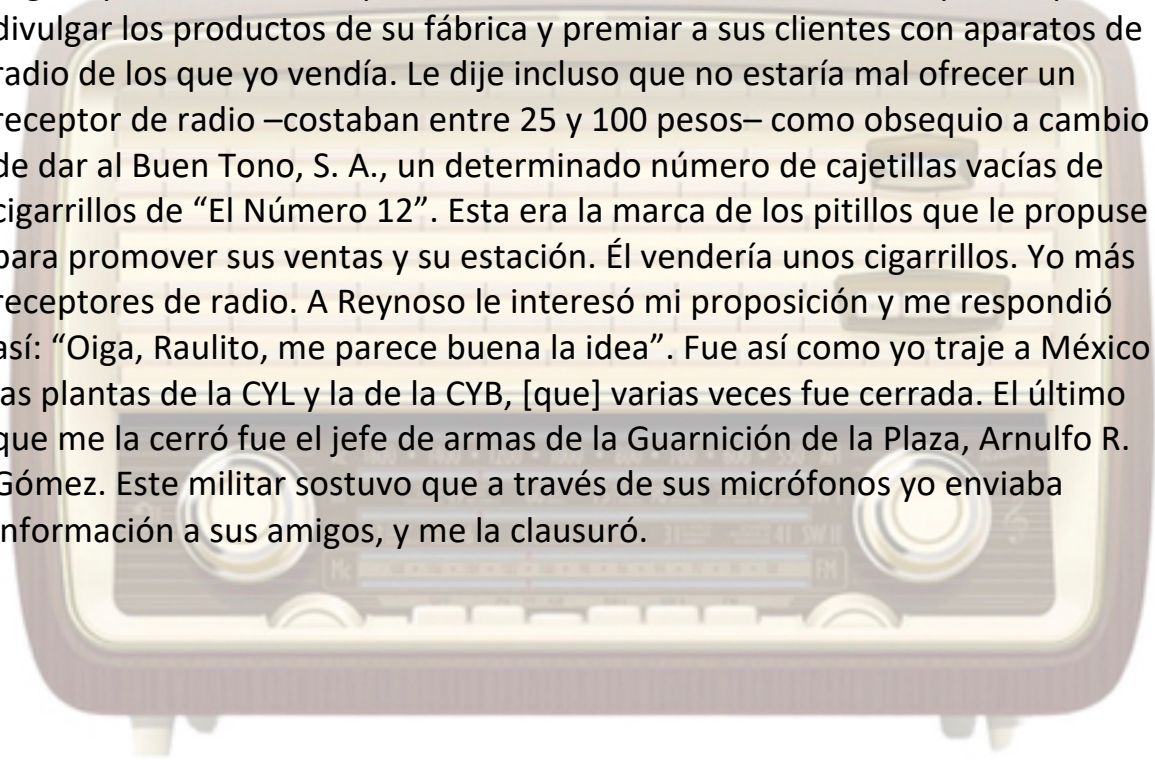 divulgar los productos de su fábrica y premiar a sus clientes con aparatos de
radio de los que yo vendía. Le dije incluso que no estaría mal ofrecer un
receptor de radio –costaban entre 25 y 100 pesos– como obsequio a cambio
de dar al Buen Tono, S. A., un determinado número de cajetillas vacías de
cigarrillos de “El Número 12”. Esta era la marca de los pitillos que le propuse
para promover sus ventas y su estación. Él vendería unos cigarrillos. Yo más
receptores de radio. A Reynoso le interesó mi proposición y me respondió
así: “Oiga, Raulito, me parece buena la idea”. Fue así como yo traje a México
las plantas de la CYL y la de la CYB, [que] varias veces fue cerrada. El último
que me la cerró fue el jefe de armas de la Guarnición de la Plaza, Arnulfo R.
Gómez. Este militar sostuvo que a través de sus micrófonos yo enviaba
información a sus amigos, y me la clausuró.
31 41 SW II
Mc FM